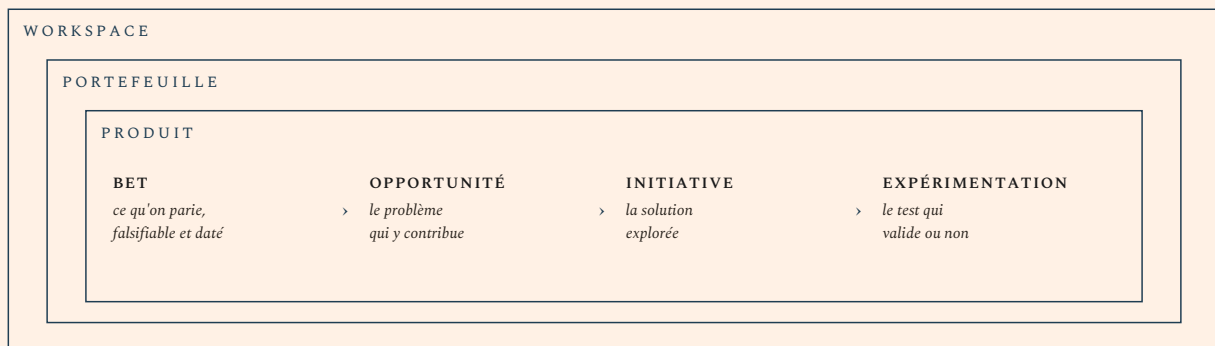 WORKSPACE
PORTEFEUILLE
PRODUIT
BET
ce qu'on parie,
falsifiable et daté
›
OPPORTUNITÉ
le problème
qui y contribue
›
INITIATIVE
la solution
explorée
›
EXPÉRIMENTATION
le test qui
valide ou non